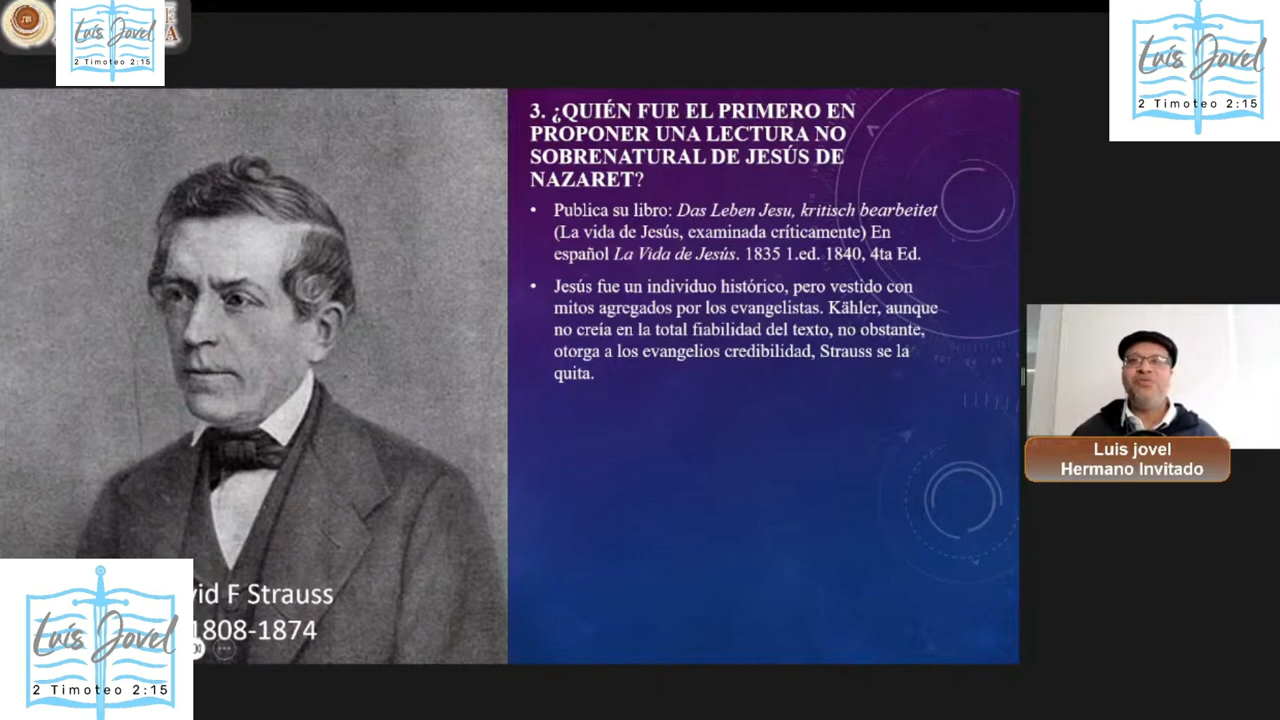 Luis Jovel
2 Timoteo 2:15
Luis Jovel
2 Timoteo 2:15
3. ¿QUIÉN FUE EL PRIMERO EN
PROPONER UNA LECTURA NO
SOBRENATURAL DE JESÚS DE
NAZARET?
• Publica su libro: Das Leben Jesu, kritisch bearbeitet
(La vida de Jesús, examinada críticamente) En
español La Vida de Jesús. 1835 1.ed. 1840, 4ta Ed.
• Jesús fue un individuo histórico, pero vestido con
mitos agregados por los evangelistas. Kähler, aunque
no creía en la total fiabilidad del texto, no obstante,
otorga a los evangelios credibilidad, Strauss se la
quita.
Luis jovel
Hermano Invitado
vid F Strauss
1808-1874
Luis Jovel
2 Timoteo 2:15